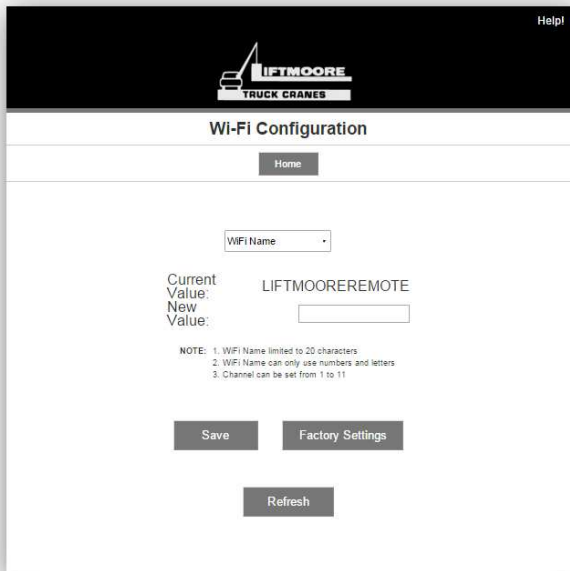 Help!
LIFTMOORE
TRUCK CRANES
Wi-Fi Configuration
Home
WiFi Name
Current Value: LIFTMOOREREMOTE
New Value:
NOTE: 1. WiFi Name limited to 20 characters
2. WiFi Name can only use numbers and letters
3. Channel can be set from 1 to 11
Save Factory Settings
Refresh